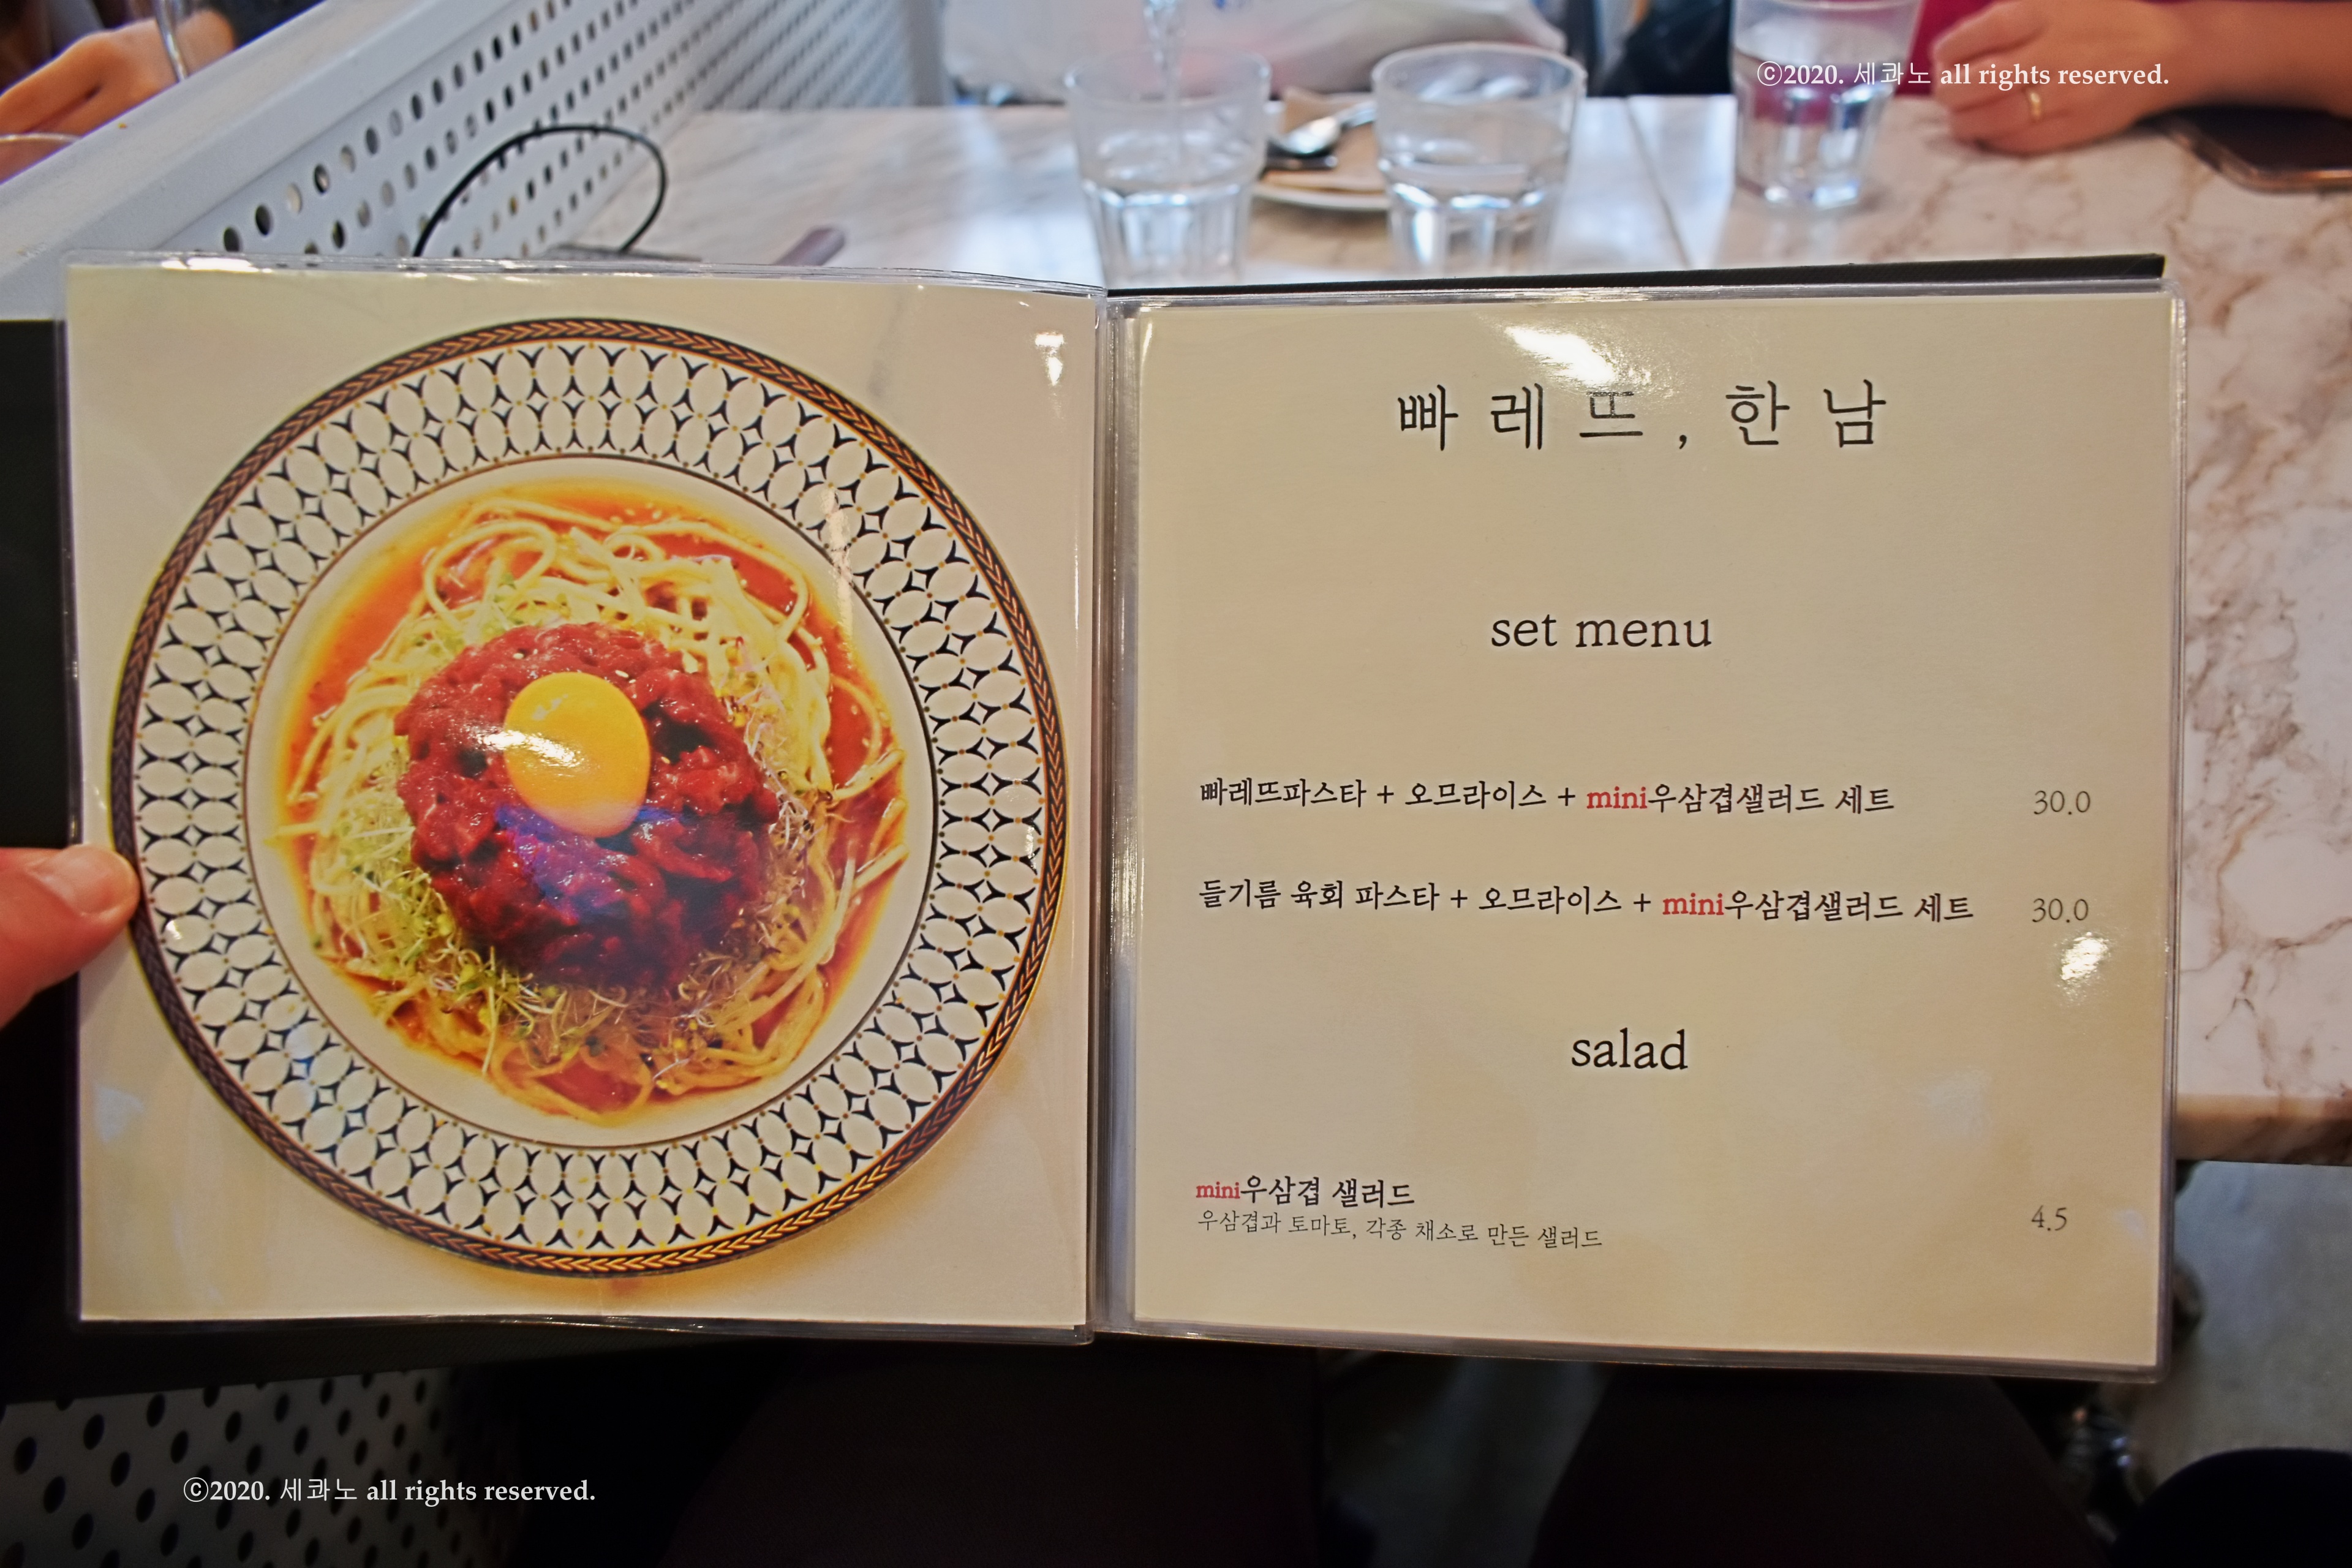 ⓒ2020. 세콰노 all rights reserved.
빠레뜨, 한남
set menu
빠레뜨파스타 + 오므라이스 + mini우삼겹샐러드 세트 30.0
들기름 육회 파스타 + 오므라이스 + mini우삼겹샐러드 세트 30.0
salad
mini우삼겹 샐러드
우삼겹과 토마토, 각종 채소로 만든 샐러드 4.5
ⓒ2020. 세콰노 all rights reserved.